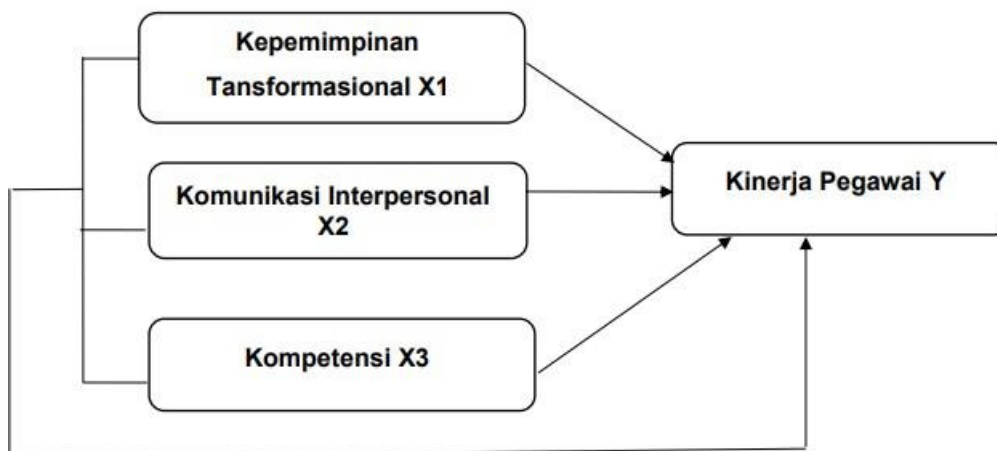 Kepemimpinan
Tansformasional X1
Komunikasi Interpersonal
X2
Kinerja Pegawai Y
Kompetensi X3